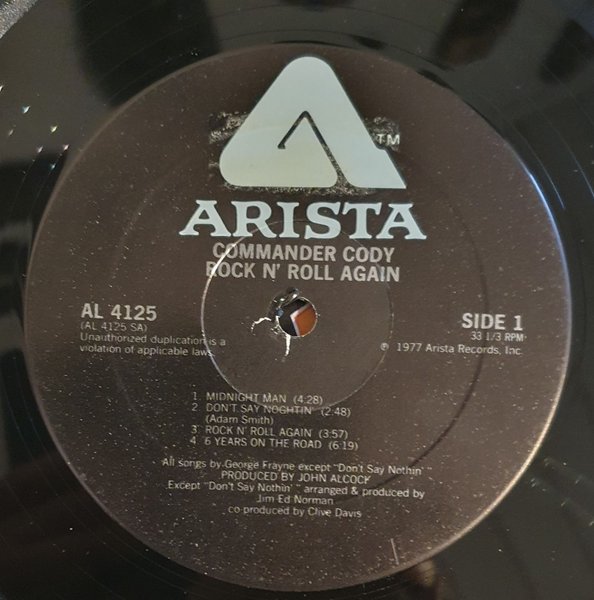 TM
ARISTA
COMMANDER CODY
ROCK N' ROLL AGAIN
AL 4125
(AL 4125 SA)
Unauthorized duplication is a
violation of applicable laws
SIDE 1
33 1/3 RPM
℗ 1977 Arista Records, Inc.
1. MIDNIGHT MAN (4:28)
2. DON'T SAY NOGHTIN' (2:48)
(Adam Smith)
3. ROCK N' ROLL AGAIN (3:57)
4. 6 YEARS ON THE ROAD (6:19)
All songs by George Frayne except "Don't Say Nothin'
PRODUCED BY JOHN ALCOCK
Except "Don't Say Nothin' " arranged & produced by
Jim Ed Norman
co-produced by Clive Davis